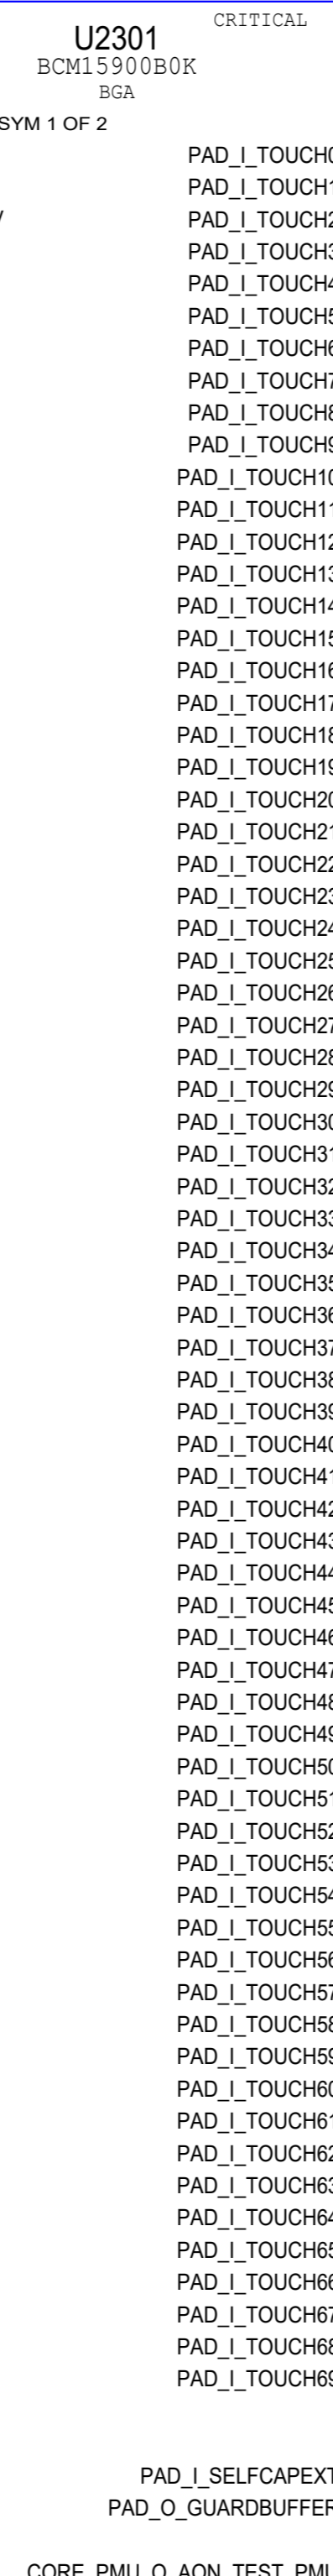 CRITICAL
U2301
BCM15900B0K
BGA
SYM 1 OF 2
PAD_I_TOUCH0
PAD_I_TOUCH1
PAD_I_TOUCH2
PAD_I_TOUCH3
PAD_I_TOUCH4
PAD_I_TOUCH5
PAD_I_TOUCH6
PAD_I_TOUCH7
PAD_I_TOUCH8
PAD_I_TOUCH9
PAD_I_TOUCH10
PAD_I_TOUCH11
PAD_I_TOUCH12
PAD_I_TOUCH13
PAD_I_TOUCH14
PAD_I_TOUCH15
PAD_I_TOUCH16
PAD_I_TOUCH17
PAD_I_TOUCH18
PAD_I_TOUCH19
PAD_I_TOUCH20
PAD_I_TOUCH21
PAD_I_TOUCH22
PAD_I_TOUCH23
PAD_I_TOUCH24
PAD_I_TOUCH25
PAD_I_TOUCH26
PAD_I_TOUCH27
PAD_I_TOUCH28
PAD_I_TOUCH29
PAD_I_TOUCH30
PAD_I_TOUCH31
PAD_I_TOUCH32
PAD_I_TOUCH33
PAD_I_TOUCH34
PAD_I_TOUCH35
PAD_I_TOUCH36
PAD_I_TOUCH37
PAD_I_TOUCH38
PAD_I_TOUCH39
PAD_I_TOUCH40
PAD_I_TOUCH41
PAD_I_TOUCH42
PAD_I_TOUCH43
PAD_I_TOUCH44
PAD_I_TOUCH45
PAD_I_TOUCH46
PAD_I_TOUCH47
PAD_I_TOUCH48
PAD_I_TOUCH49
PAD_I_TOUCH50
PAD_I_TOUCH51
PAD_I_TOUCH52
PAD_I_TOUCH53
PAD_I_TOUCH54
PAD_I_TOUCH55
PAD_I_TOUCH56
PAD_I_TOUCH57
PAD_I_TOUCH58
PAD_I_TOUCH59
PAD_I_TOUCH60
PAD_I_TOUCH61
PAD_I_TOUCH62
PAD_I_TOUCH63
PAD_I_TOUCH64
PAD_I_TOUCH65
PAD_I_TOUCH66
PAD_I_TOUCH67
PAD_I_TOUCH68
PAD_I_TOUCH69
PAD_I_SELFCAPEXT
PAD_O_GUARDBUFFER
CORE_PMU_O_AON_TEST_PMU